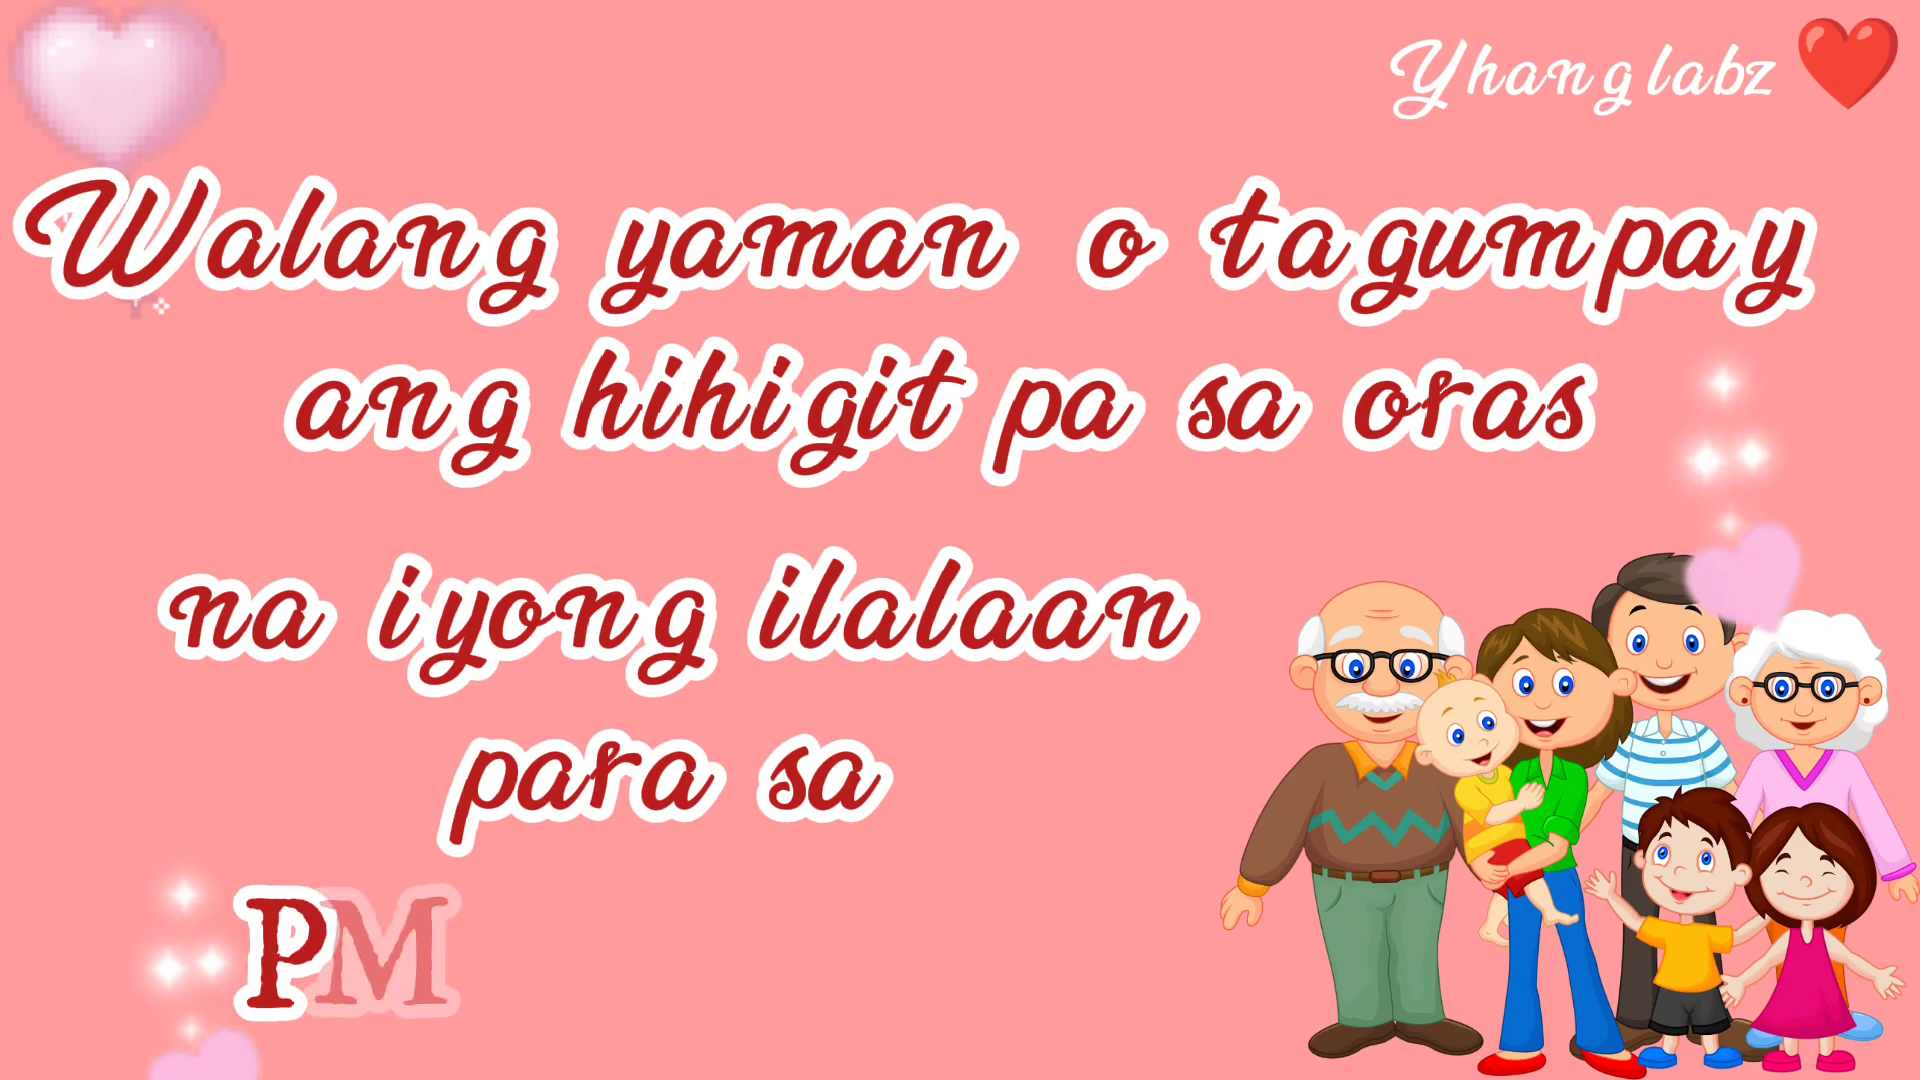 Yhang labz
Walang yaman o tagumpay
ang hihigit pa sa oras
na iyong ilalaan
para sa
PM